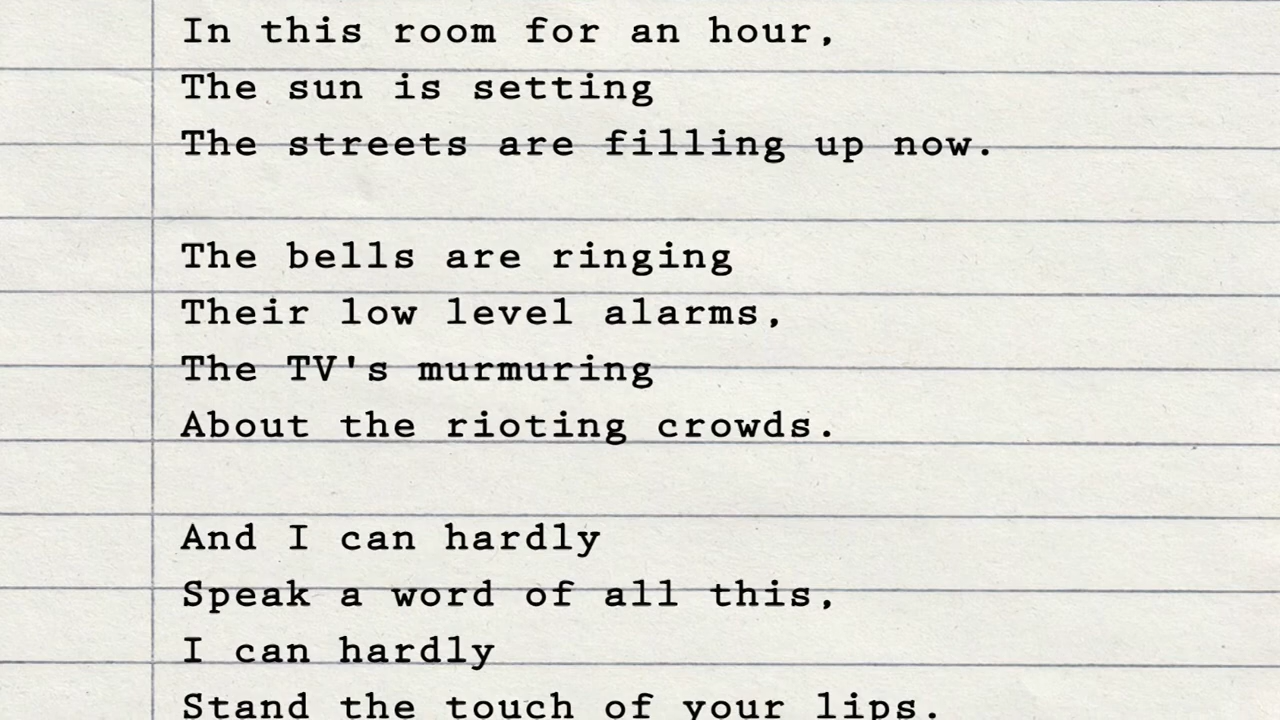 In this room for an hour,
The sun is setting
The streets are filling up now.
The bells are ringing
Their low level alarms,
The TV's murmuring
About the rioting crowds.
And I can hardly
Speak a word of all this,
I can hardly
Stand the touch of your lips.